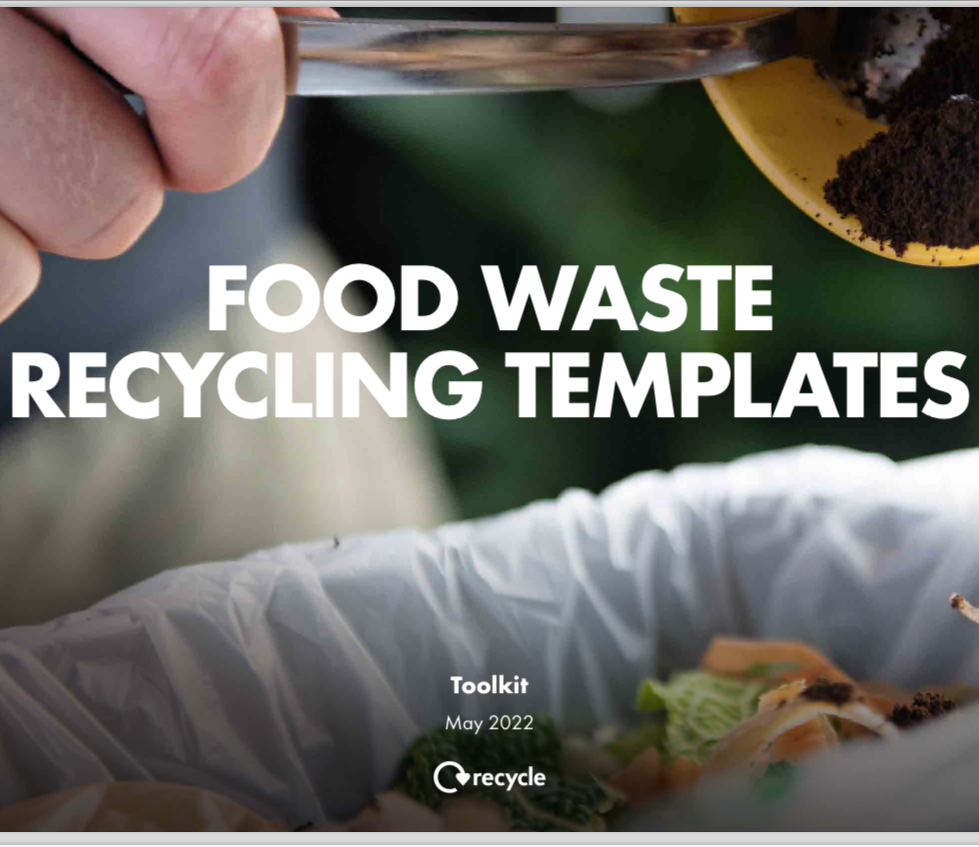 FOOD WASTE
RECYCLING TEMPLATES
Toolkit
May 2022
recycle